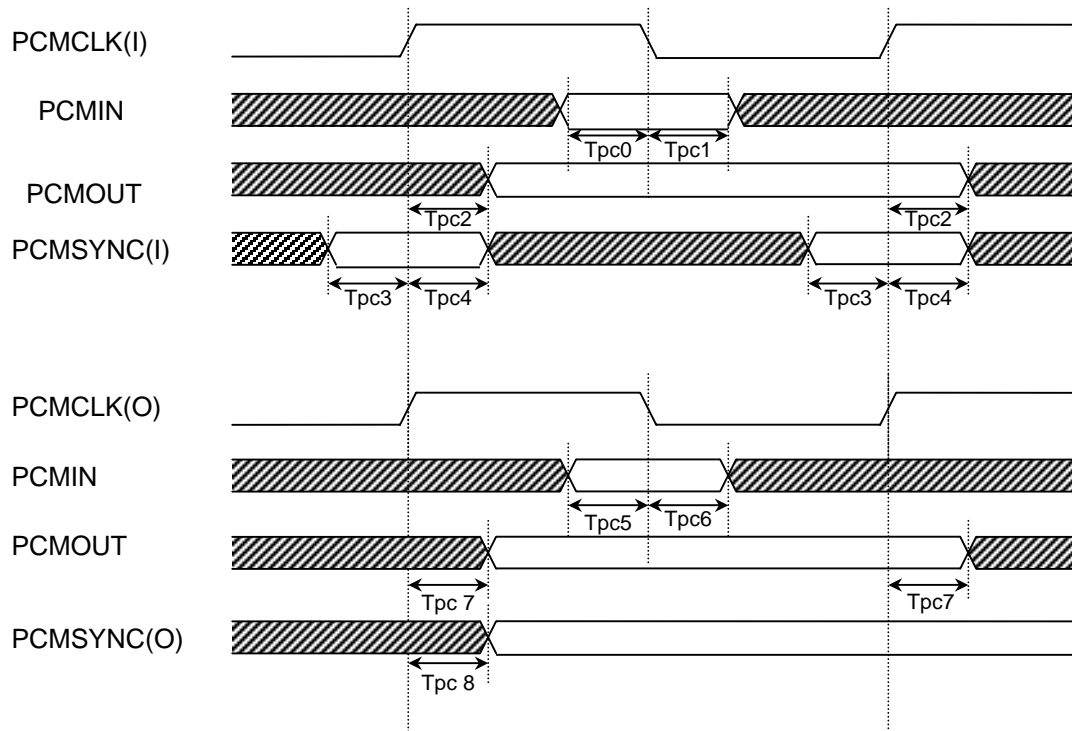 PCMCLK(I)
PCMIN
Tpc0 Tpc1
PCMOUT
Tpc2 Tpc2
PCMSYNC(I)
Tpc3 Tpc4 Tpc3 Tpc4
PCMCLK(O)
PCMIN
Tpc5 Tpc6
PCMOUT
Tpc 7 Tpc7
PCMSYNC(O)
Tpc 8